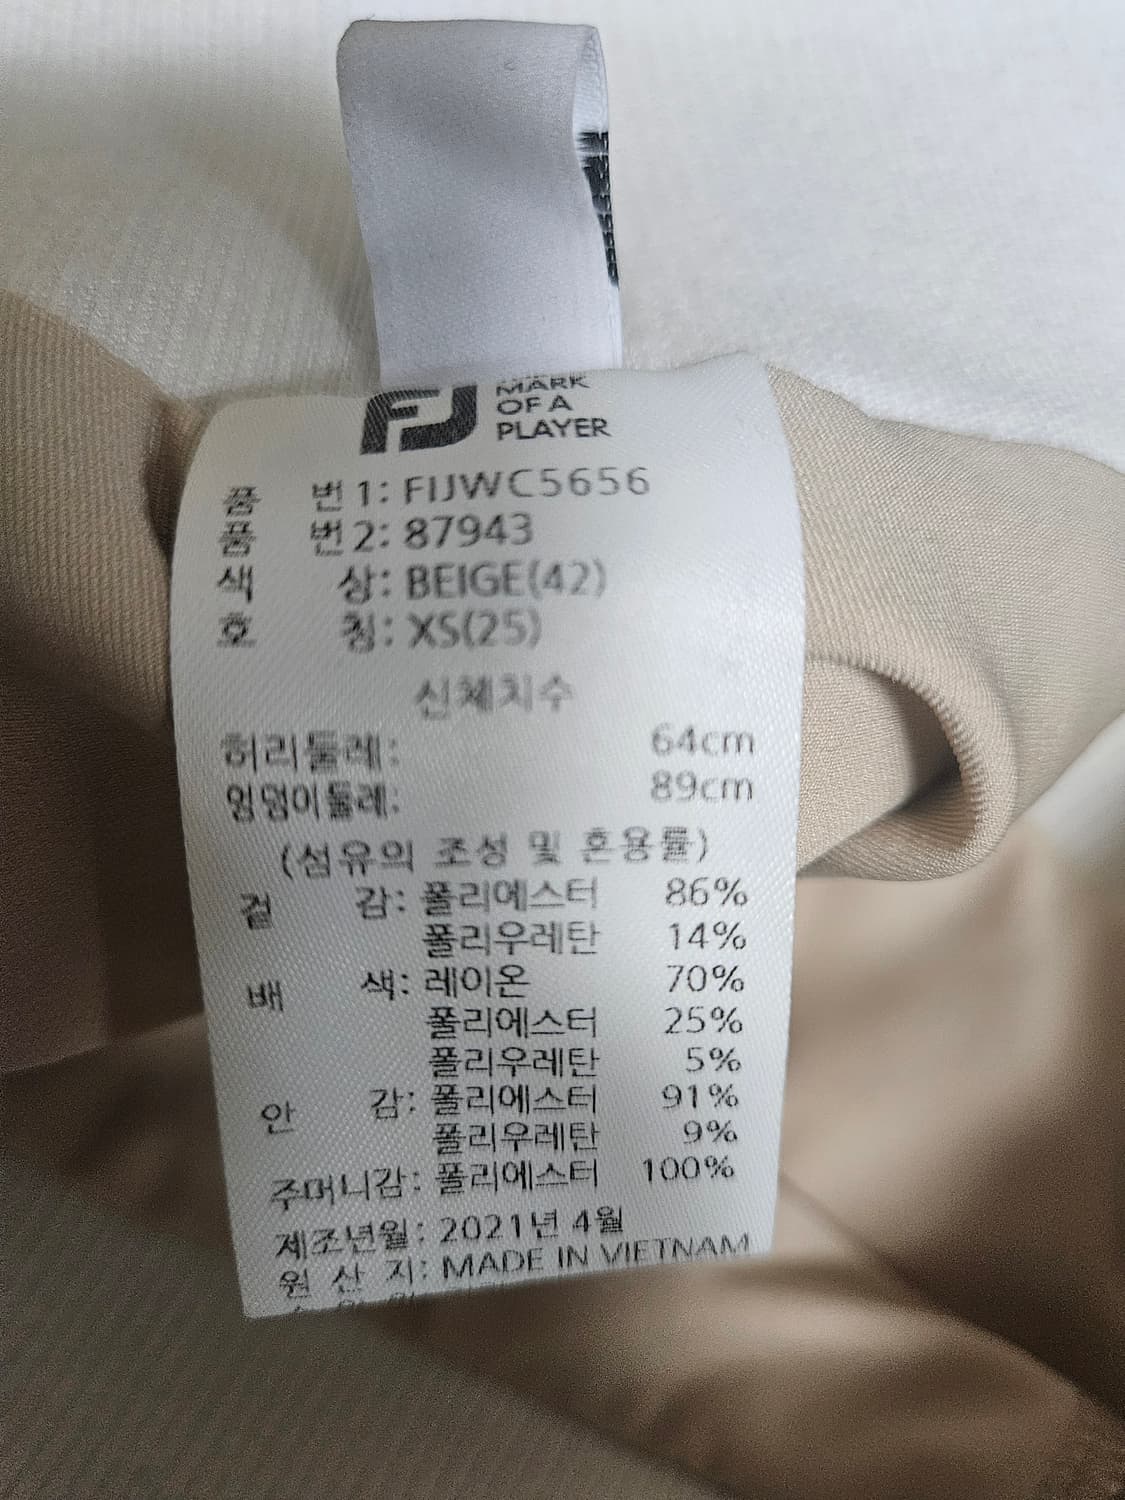 FJ MARK
OF A
PLAYER
품 번1: FIJWC5656
품 번2: 87943
색 상: BEIGE(42)
호 칭: XS(25)
신체치수
허리둘레: 64cm
엉덩이둘레: 89cm
(섬유의 조성 및 혼용률)
겉 감: 폴리에스터 86%
폴리우레탄 14%
배 색: 레이온 70%
폴리에스터 25%
폴리우레탄 5%
안 감: 폴리에스터 91%
폴리우레탄 9%
주머니감: 폴리에스터 100%
제조년월: 2021년 4월
원 산 지: MADE IN VIETNAM